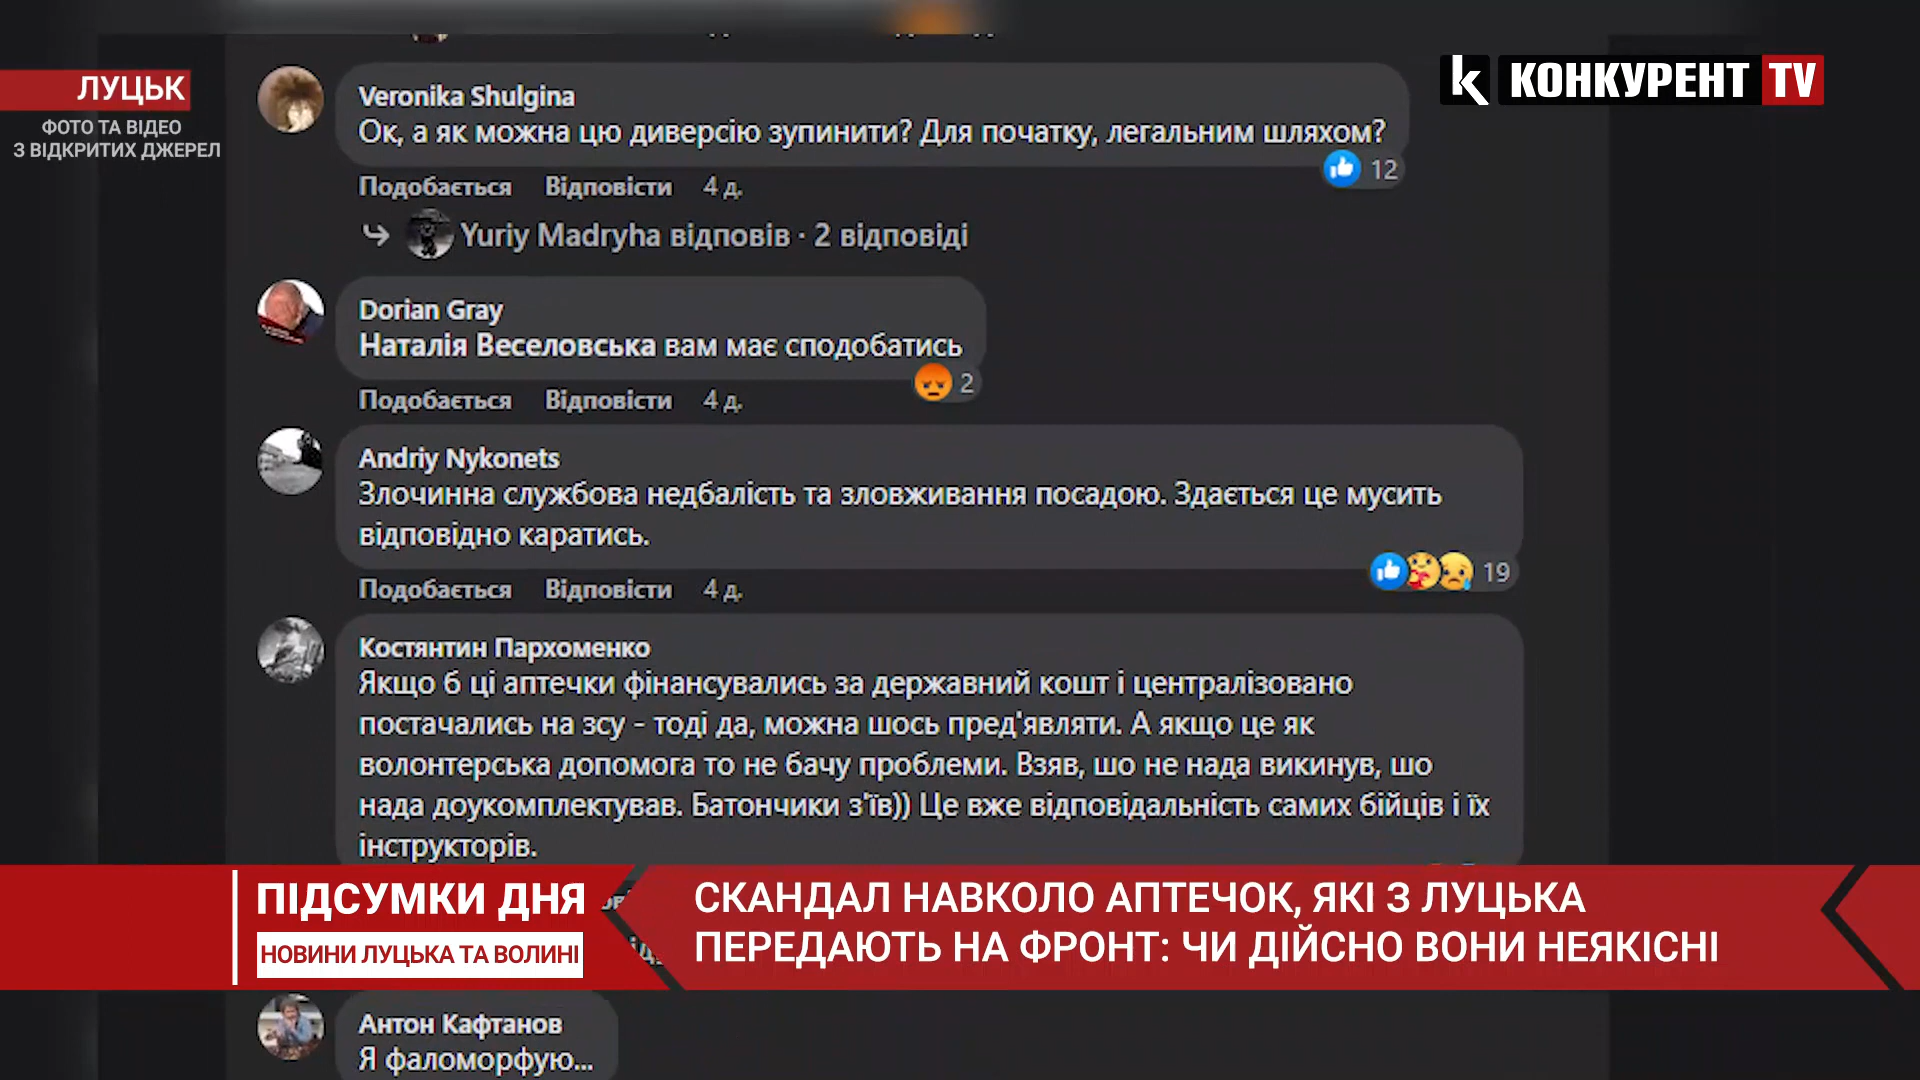 ЛУЦЬК
ФОТО ТА ВІДЕО
З ВІДКРИТИХ ДЖЕРЕЛ
КОНКУРЕНТ TV
Veronika Shulgina
Ок, а як можна цю диверсію зупинити? Для початку, легальним шляхом?
12
Подобається Відповісти 4 д.
Yuriy Madryha відповів · 2 відповіді
Dorian Gray
Наталія Веселовська вам має сподобатись
2
Подобається Відповісти 4 д.
Andriy Nykonets
Злочинна службова недбалість та зловживання посадою. Здається це мусить
відповідно каратись.
19
Подобається Відповісти 4 д.
Костянтин Пархоменко
Якщо б ці аптечки фінансувались за державний кошт і централізовано
постачались на зсу - тоді да, можна шось пред'являти. А якщо це як
волонтерська допомога то не бачу проблеми. Взяв, шо не нада викинув, шо
нада доукомплектував. Батончики з'їв)) Це вже відповідальність самих бійців і їх
інструкторів.
ПІДСУМКИ ДНЯ
НОВИНИ ЛУЦЬКА ТА ВОЛИНІ
СКАНДАЛ НАВКОЛО АПТЕЧОК, ЯКІ З ЛУЦЬКА
ПЕРЕДАЮТЬ НА ФРОНТ: ЧИ ДІЙСНО ВОНИ НЕЯКІСНІ
Антон Кафтанов
Я фаломорфую...